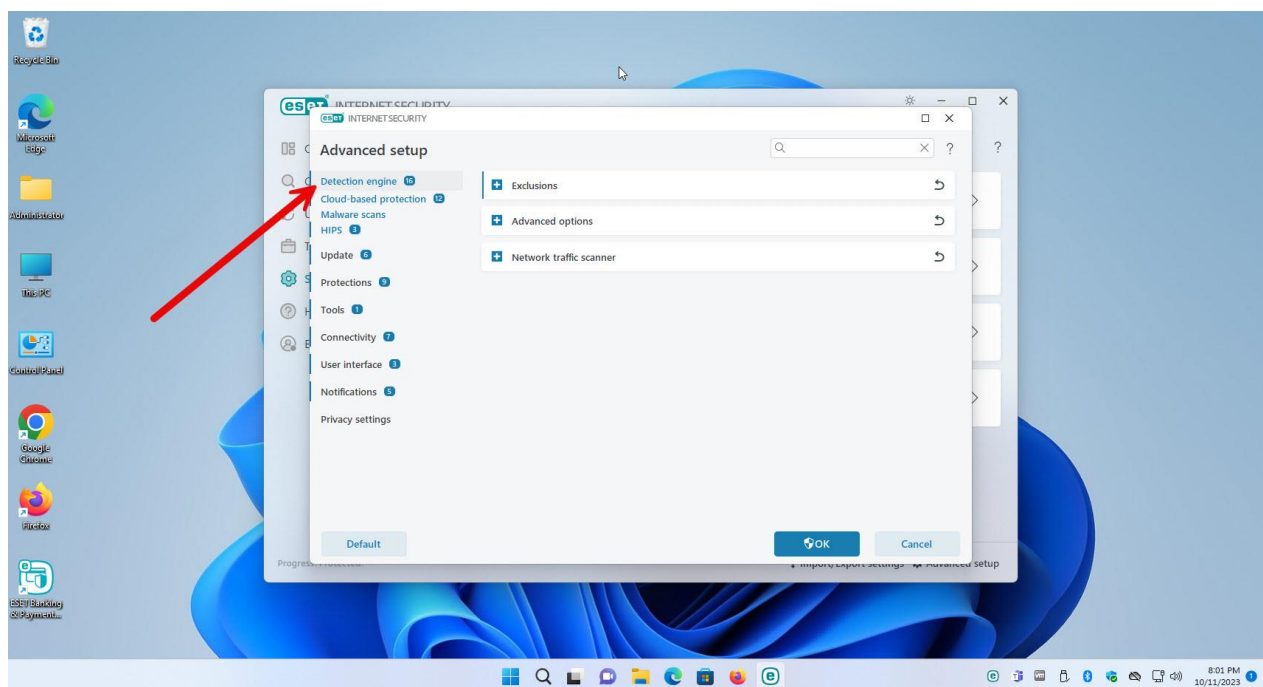 Recycle Bin
Microsoft
Edge
Administrator
This PC
Control Panel
Google
Chrome
Firefox
ESET Banking
& Payment...
eset INTERNET SECURITY
eset INTERNET SECURITY
Advanced setup
?
?
Detection engine 16
Cloud-based protection 12
Malware scans
HIPS 3
Update 6
Protections 9
Tools 1
Connectivity 7
User interface 3
Notifications 5
Privacy settings
Exclusions
Advanced options
Network traffic scanner
Default
OK
Cancel
Import/Export settings Advanced setup
8:01 PM
10/11/2023
1